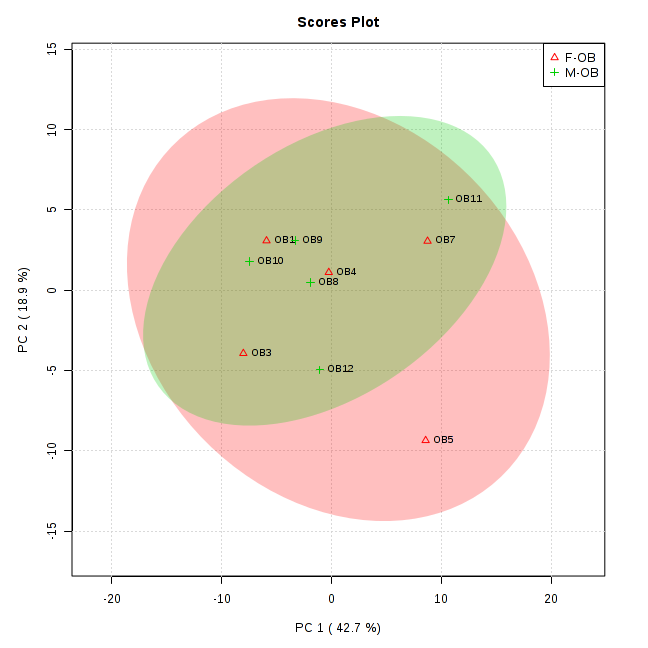 Scores Plot
F-OB
M-OB
15
10
5
0
-5
-10
-15
PC 2 ( 18.9 %)
OB11
OB1
OB9
OB7
OB10
OB4
OB8
OB3
OB12
OB5
-20
-10
0
10
20
PC 1 ( 42.7 %)